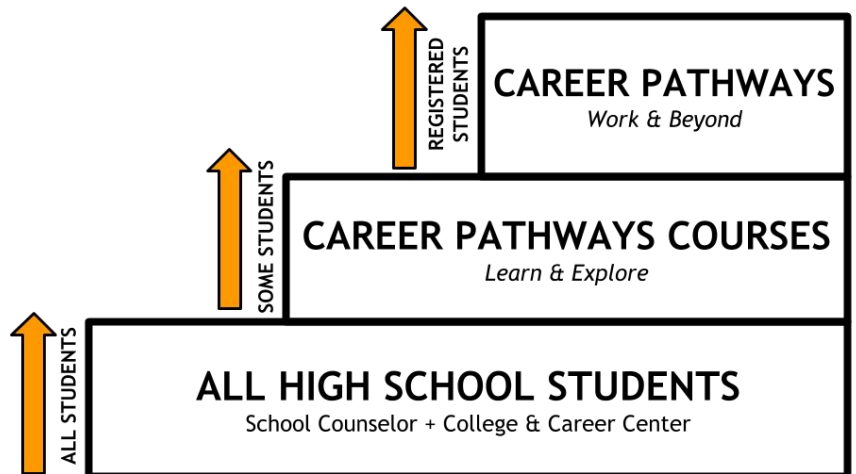 REGISTERED
STUDENTS
CAREER PATHWAYS
Work & Beyond
SOME STUDENTS
CAREER PATHWAYS COURSES
Learn & Explore
ALL STUDENTS
ALL HIGH SCHOOL STUDENTS
School Counselor + College & Career Center